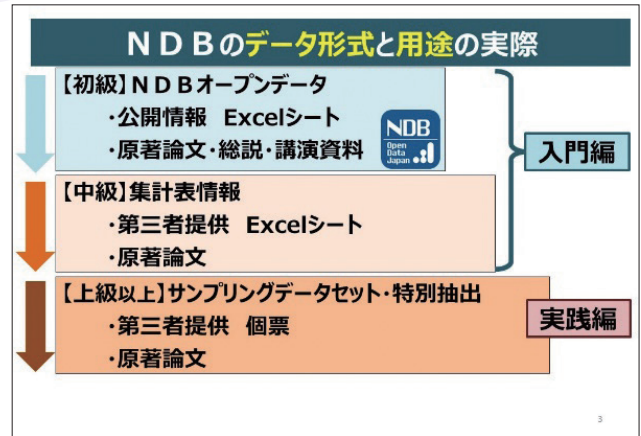 NDBのデータ形式と用途の実際
【初級】NDBオープンデータ
・公開情報 Excelシート
・原著論文・総説・講演資料
NDB
Open
Data
Japan
入門編
【中級】集計表情報
・第三者提供 Excelシート
・原著論文
【上級以上】サンプリングデータセット・特別抽出
・第三者提供 個票
・原著論文
実践編
3